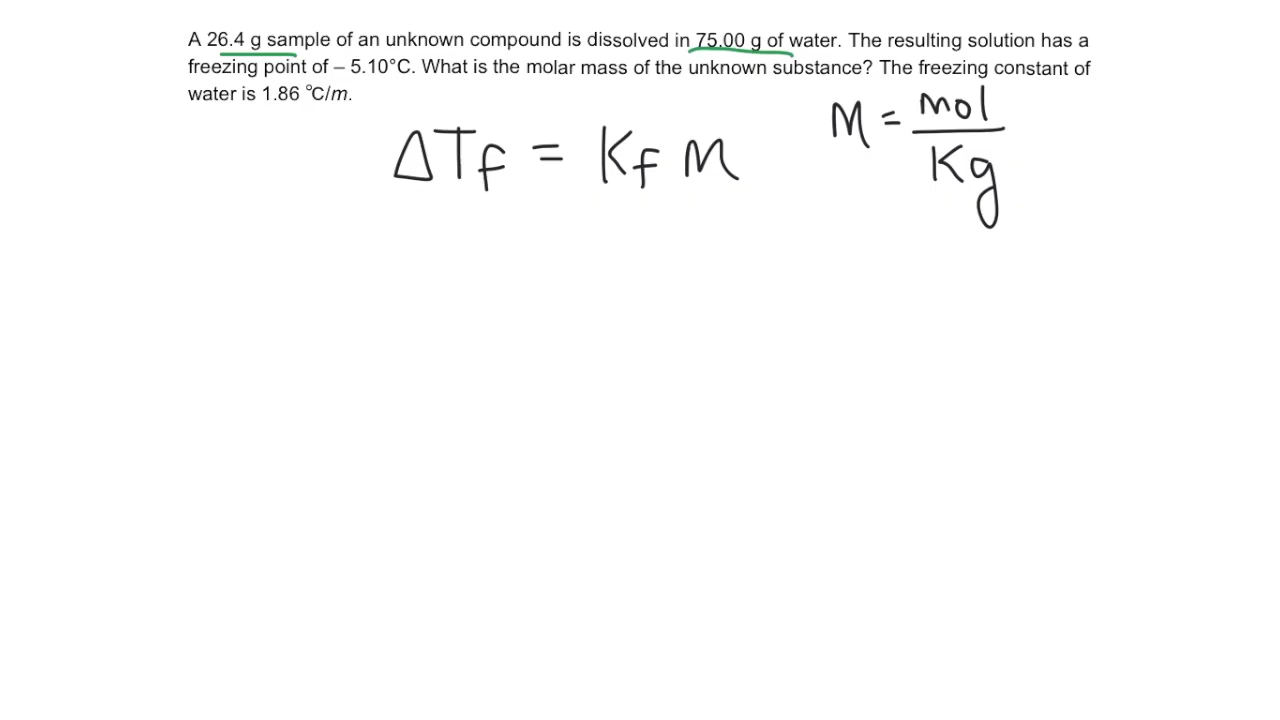 A 26.4 g sample of an unknown compound is dissolved in 75.00 g of water. The resulting solution has a
freezing point of – 5.10°C. What is the molar mass of the unknown substance? The freezing constant of
water is 1.86 °C/m.
ΔTf = Kf m
m = mol
Kg